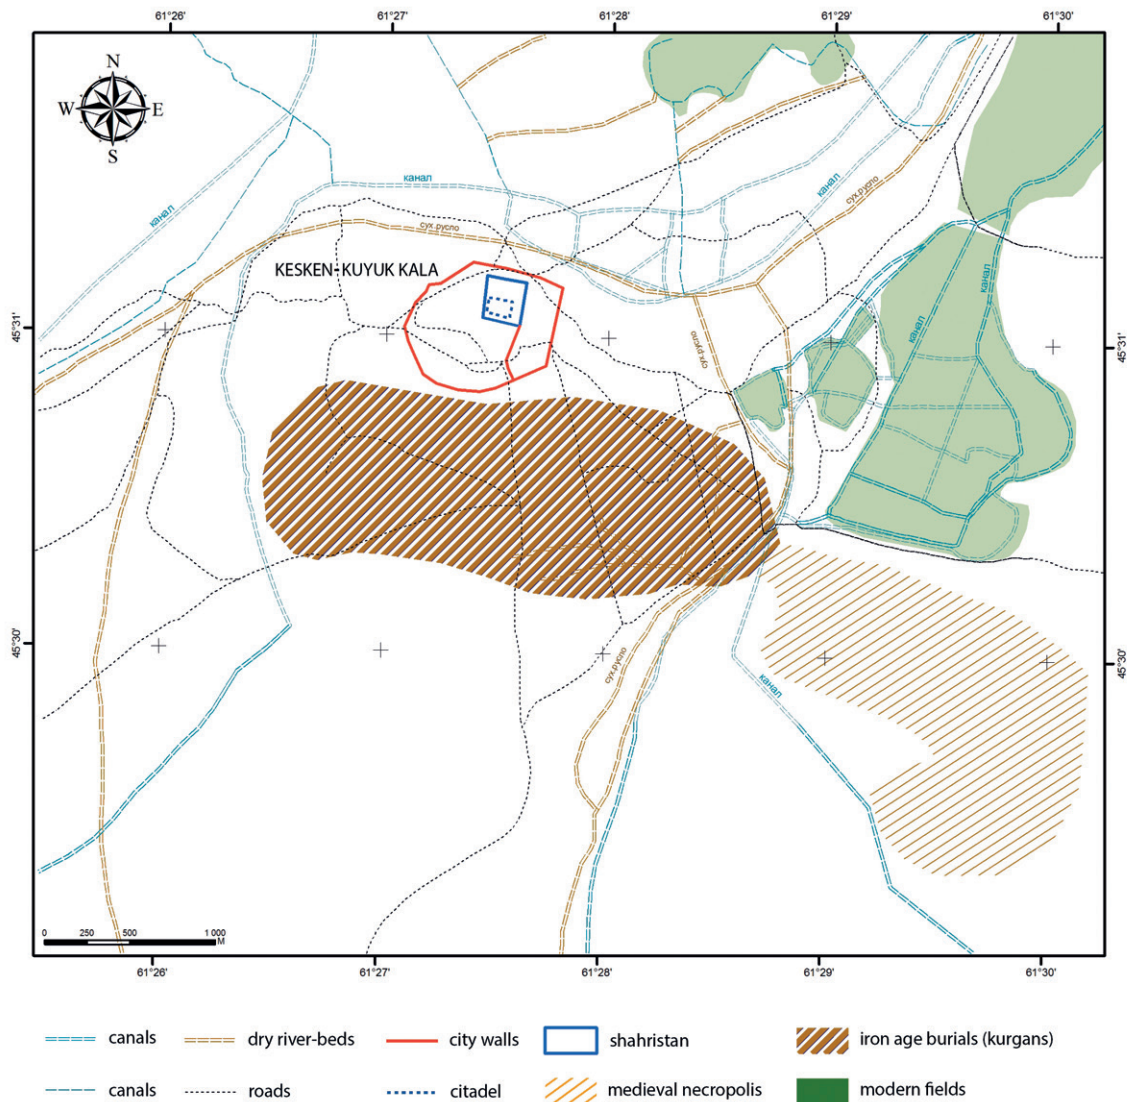 61°26' 61°27' 61°28' 61°29' 61°30'
N
W E
S
канал
канал
канал
сух.русло
сух.русло
KESKEN-KUYUK KALA
канал
канал
45°31' 45°31'
сух.русло
45°30' 45°30'
сух.русло
канал
0 250 500 1 000
M
61°26' 61°27' 61°28' 61°29' 61°30'
canals dry river-beds city walls shahristan iron age burials (kurgans)
canals roads citadel medieval necropolis modern fields